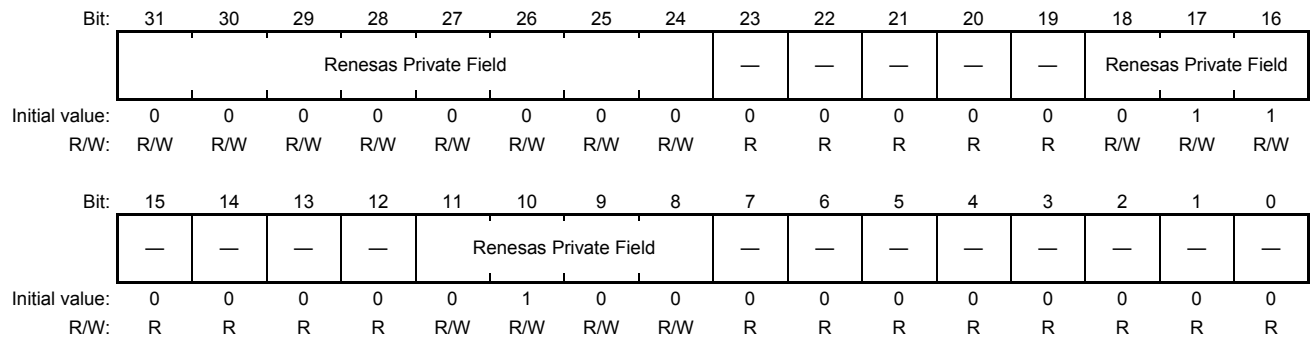 Bit: 31 30 29 28 27 26 25 24 23 22 21 20 19 18 17 16
Renesas Private Field — — — — — Renesas Private Field
Initial value: 0 0 0 0 0 0 0 0 0 0 0 0 0 0 1 1
R/W: R/W R/W R/W R/W R/W R/W R/W R/W R R R R R R/W R/W R/W
Bit: 15 14 13 12 11 10 9 8 7 6 5 4 3 2 1 0
— — — — Renesas Private Field — — — — — — — —
Initial value: 0 0 0 0 0 1 0 0 0 0 0 0 0 0 0 0
R/W: R R R R R/W R/W R/W R/W R R R R R R R R